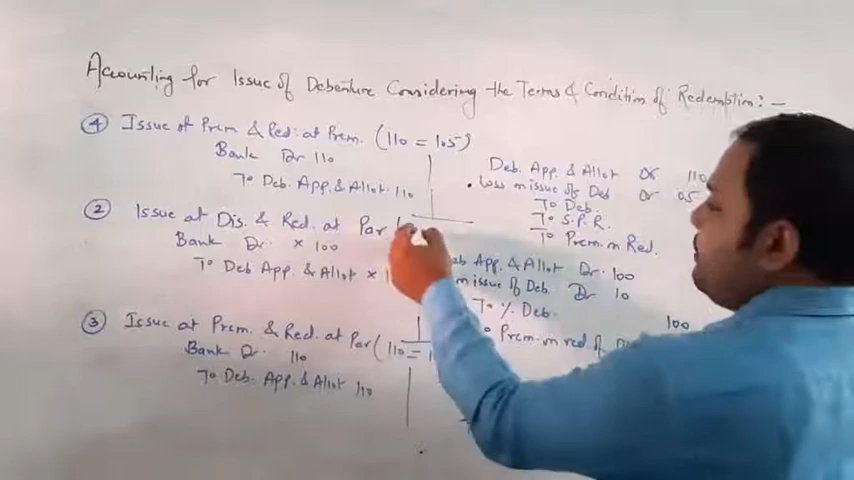 Accounting for Issue of Debenture Considering the Terms & Condition of Redemption :-
④ Issue at Prem & Red: at Prem. (110 = 105)
Bank Dr 110
To Deb. App. & Allot. 110
Deb. App & Allot Dr 110
Loss on issue of Deb Dr 05
To Deb.
To S.P.R.
To Prem. on Red.
② Issue at Dis. & Red. at Par
Bank Dr. × 100
To Deb App. & Allot ×
Deb App. & Allot Dr. 100
on issue of Deb. Dr 10
To % Deb.
Prem. on red. of
100
③ Issue at Prem. & Red. at Par (110 =
Bank Dr. 110
To Deb. App. & Allot 110